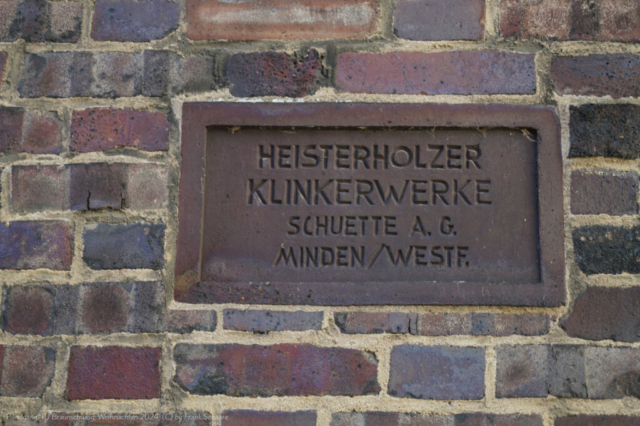 HEISTERHOLZER
KLINKERWERKE
SCHUETTE A. G.
MINDEN/WESTF.